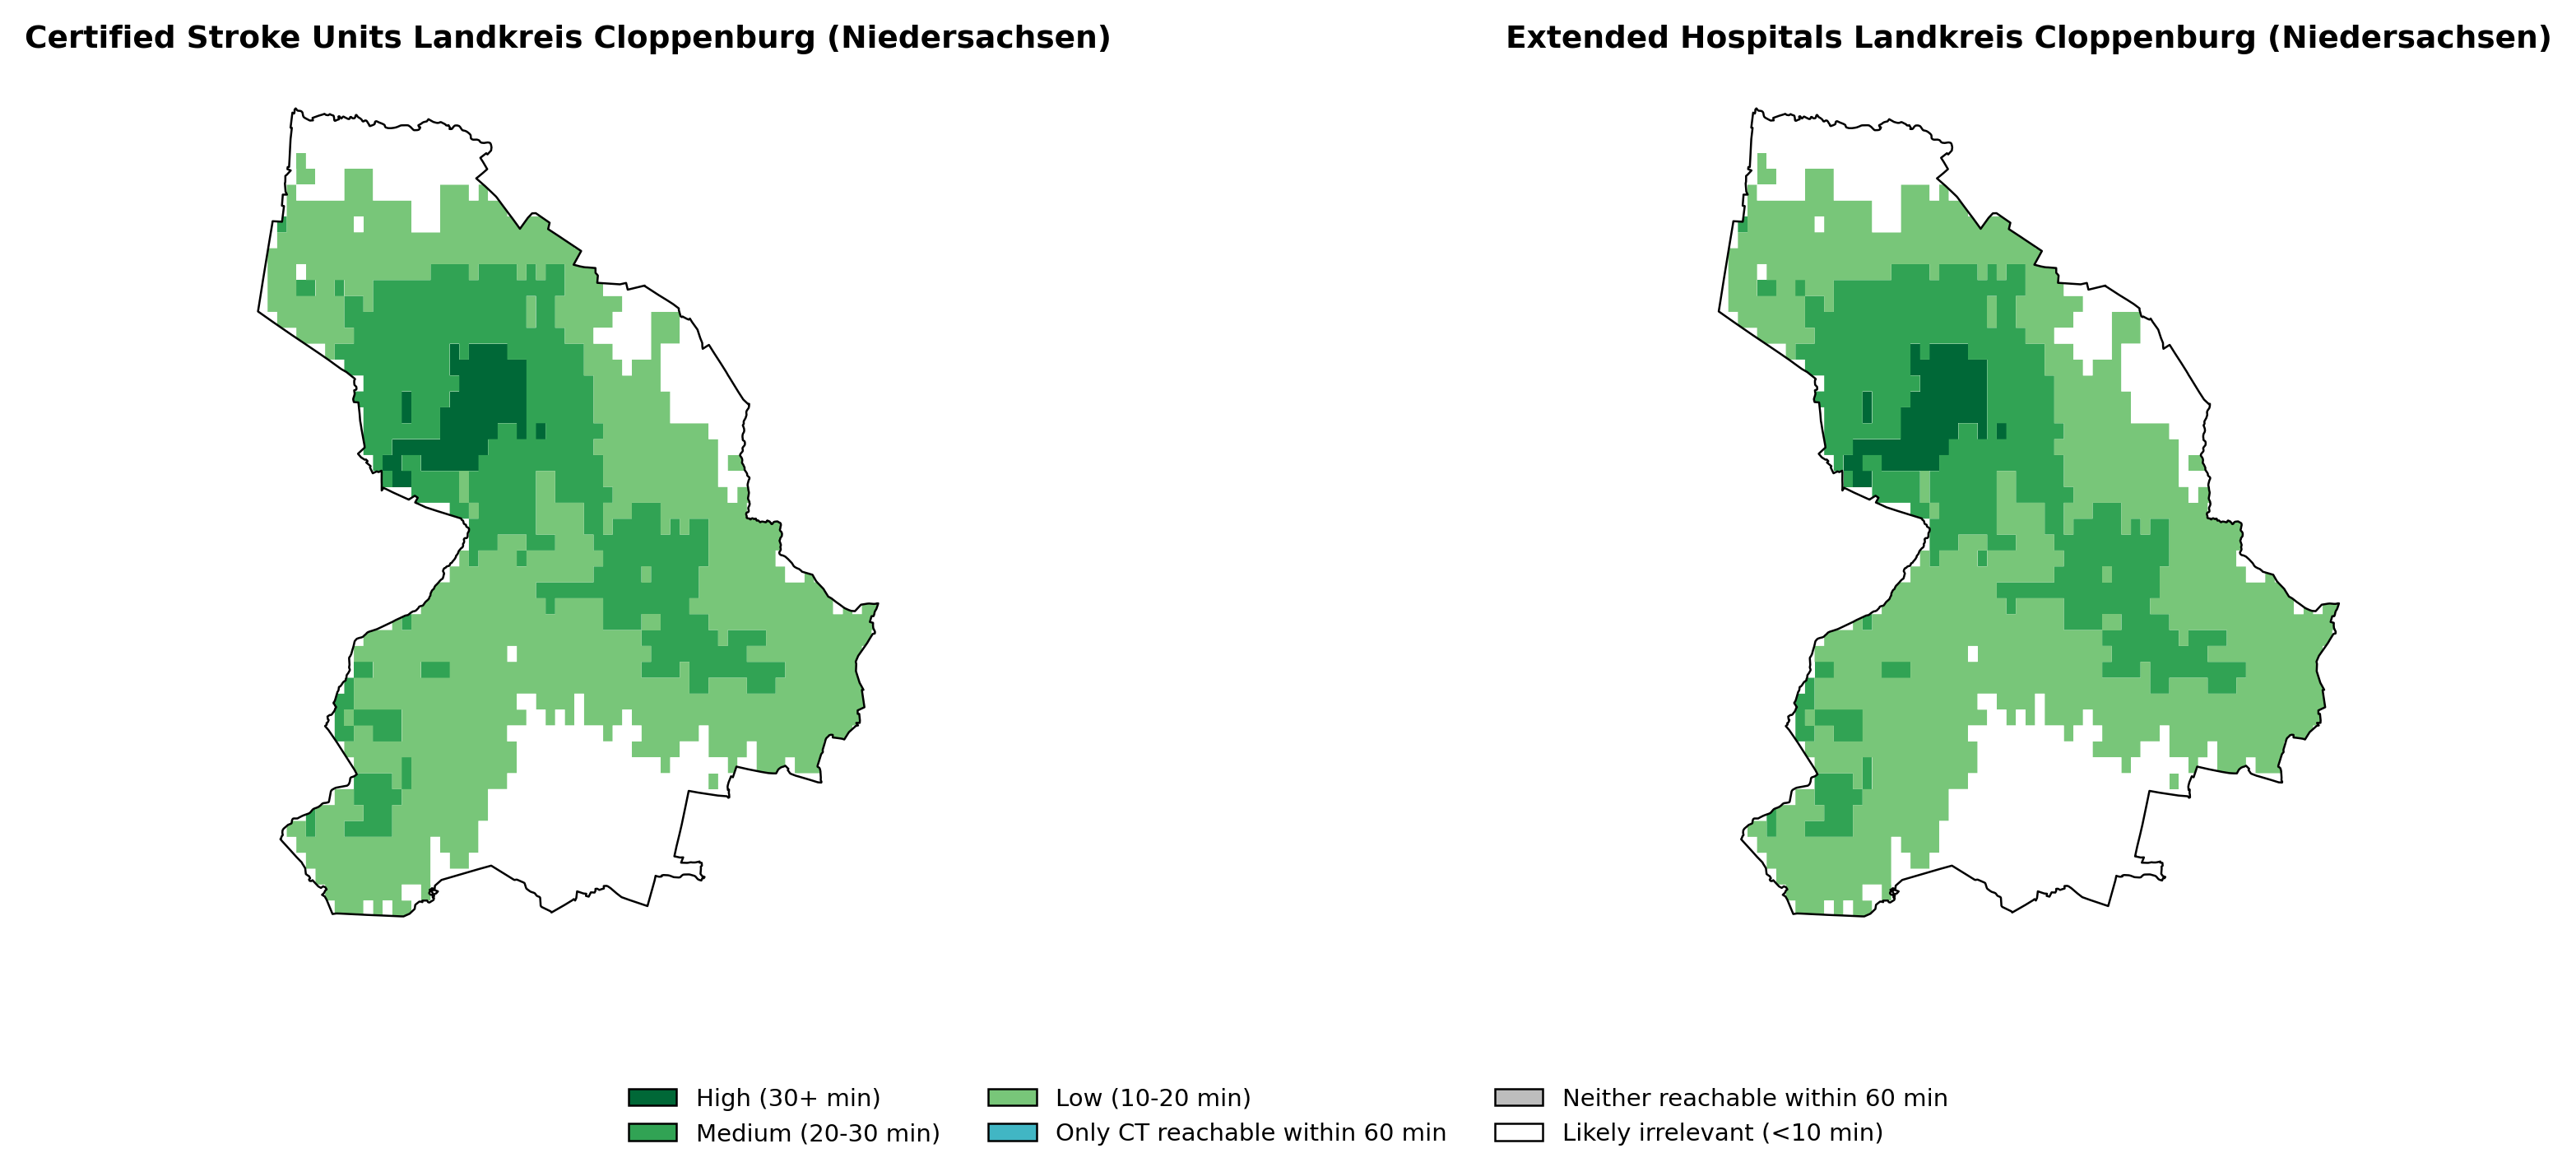 Certified Stroke Units Landkreis Cloppenburg (Niedersachsen)
Extended Hospitals Landkreis Cloppenburg (Niedersachsen)
High (30+ min)
Medium (20-30 min)
Low (10-20 min)
Only CT reachable within 60 min
Neither reachable within 60 min
Likely irrelevant (<10 min)